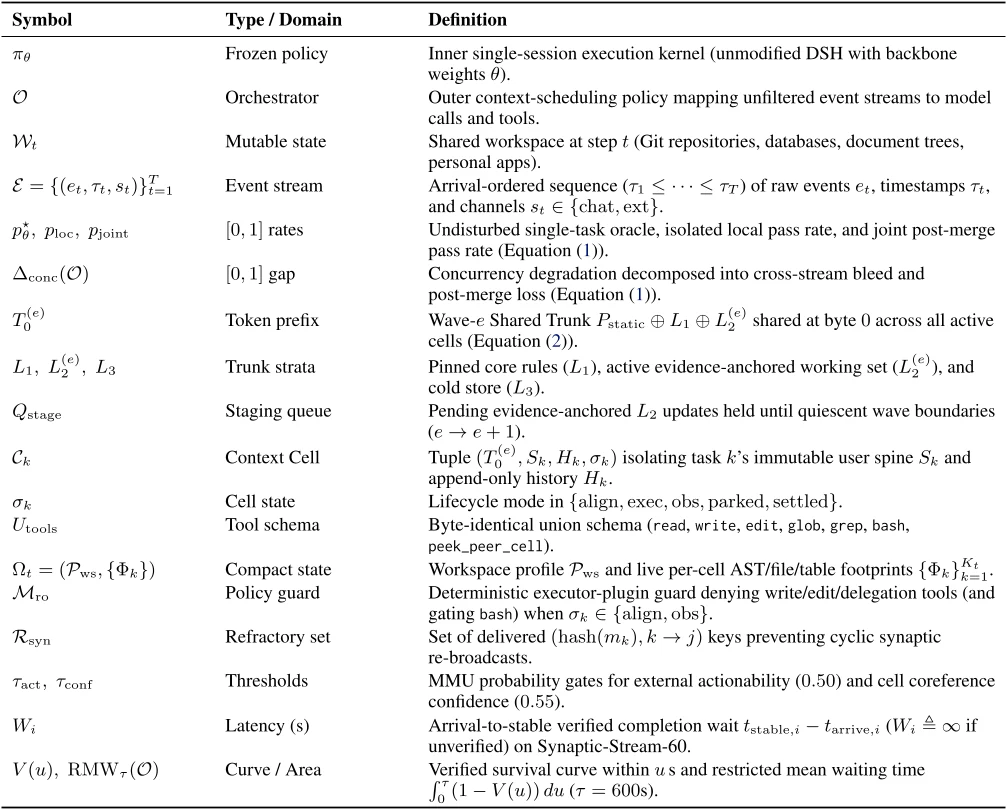 Symbol Type / Domain Definition
π_θ Frozen policy Inner single-session execution kernel (unmodified DSH with backbone
weights θ).
𝒪 Orchestrator Outer context-scheduling policy mapping unfiltered event streams to model
calls and tools.
𝒲_t Mutable state Shared workspace at step t (Git repositories, databases, document trees,
personal apps).
ℰ = {(e_t, τ_t, s_t)}_{t=1}^T Event stream Arrival-ordered sequence (τ_1 ≤ ⋯ ≤ τ_T) of raw events e_t, timestamps τ_t,
and channels s_t ∈ {chat, ext}.
p_θ^⋆, p_loc, p_joint [0, 1] rates Undisturbed single-task oracle, isolated local pass rate, and joint post-merge
pass rate (Equation (1)).
Δ_conc(𝒪) [0, 1] gap Concurrency degradation decomposed into cross-stream bleed and
post-merge loss (Equation (1)).
T_0^{(e)} Token prefix Wave-e Shared Trunk P_static ⊕ L_1 ⊕ L_2^{(e)} shared at byte 0 across all active
cells (Equation (2)).
L_1, L_2^{(e)}, L_3 Trunk strata Pinned core rules (L_1), active evidence-anchored working set (L_2^{(e)}), and
cold store (L_3).
Q_stage Staging queue Pending evidence-anchored L_2 updates held until quiescent wave boundaries
(e → e + 1).
𝒞_k Context Cell Tuple (T_0^{(e)}, S_k, H_k, σ_k) isolating task k's immutable user spine S_k and
append-only history H_k.
σ_k Cell state Lifecycle mode in {align, exec, obs, parked, settled}.
U_tools Tool schema Byte-identical union schema (read, write, edit, glob, grep, bash,
peek_peer_cell).
Ω_t = (𝒫_ws, {Φ_k}) Compact state Workspace profile 𝒫_ws and live per-cell AST/file/table footprints {Φ_k}_{k=1}^{K_t}.
ℳ_ro Policy guard Deterministic executor-plugin guard denying write/edit/delegation tools (and
gating bash) when σ_k ∈ {align, obs}.
ℛ_syn Refractory set Set of delivered (hash(m_k), k → j) keys preventing cyclic synaptic
re-broadcasts.
τ_act, τ_conf Thresholds MMU probability gates for external actionability (0.50) and cell coreference
confidence (0.55).
W_i Latency (s) Arrival-to-stable verified completion wait t_{stable,i} − t_{arrive,i} (W_i ≜ ∞ if
unverified) on Synaptic-Stream-60.
V(u), RMW_τ(𝒪) Curve / Area Verified survival curve within u s and restricted mean waiting time
∫_0^τ (1 − V(u)) du (τ = 600s).